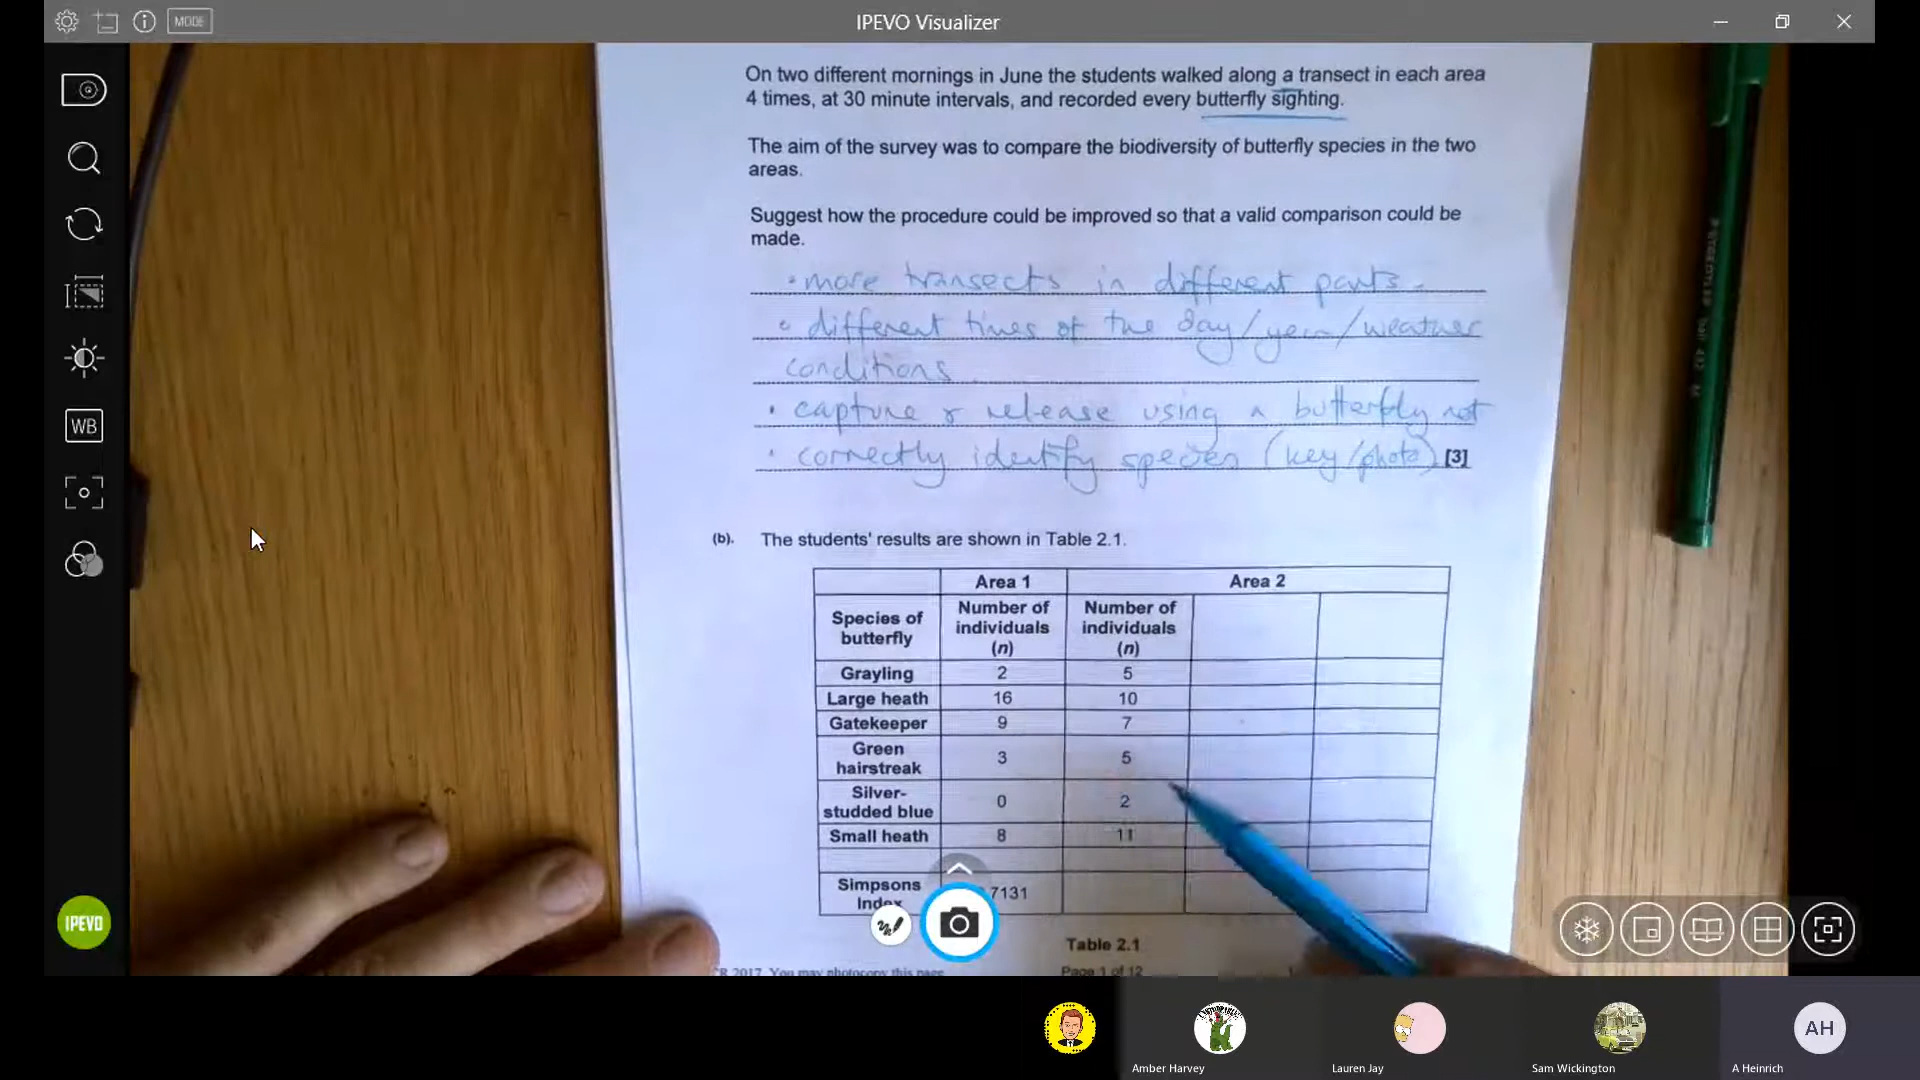 MODE
IPEVO Visualizer
WB
IPEVO
On two different mornings in June the students walked along a transect in each area
4 times, at 30 minute intervals, and recorded every butterfly sighting.
The aim of the survey was to compare the biodiversity of butterfly species in the two
areas.
Suggest how the procedure could be improved so that a valid comparison could be
made.
• more transects in different parts.
• different times of the day/year/weather
conditions
• capture & release using a butterfly net
• correctly identify species (key/photo) [3]
(b). The students' results are shown in Table 2.1.
Area 1 Area 2
Species of butterfly Number of individuals (n) Number of individuals (n)
Grayling 2 5
Large heath 16 10
Gatekeeper 9 7
Green hairstreak 3 5
Silver-studded blue 0 2
Small heath 8 11
Simpsons Index 7131
Table 2.1
2017. You may photocopy this page. Page 1 of 12
Amber Harvey
Lauren Jay
Sam Wickington
AH
A Heinrich